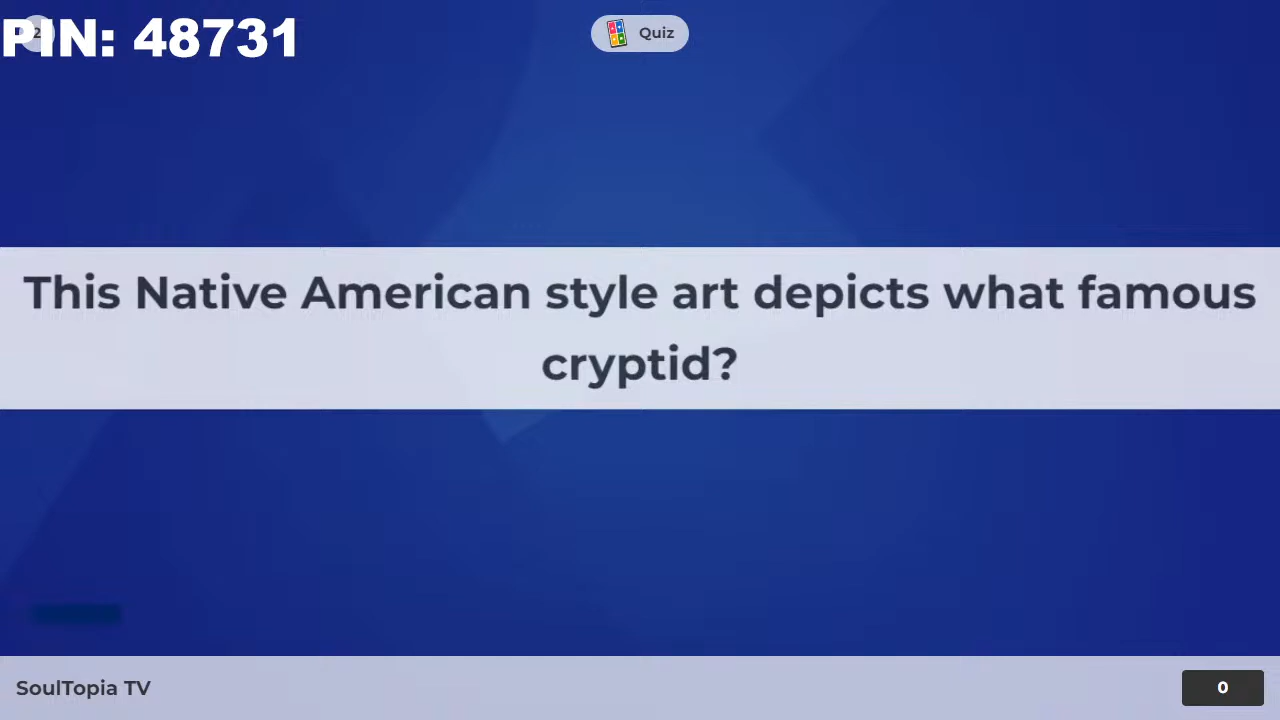 PIN: 48731
Quiz
This Native American style art depicts what famous
cryptid?
SoulTopia TV
0